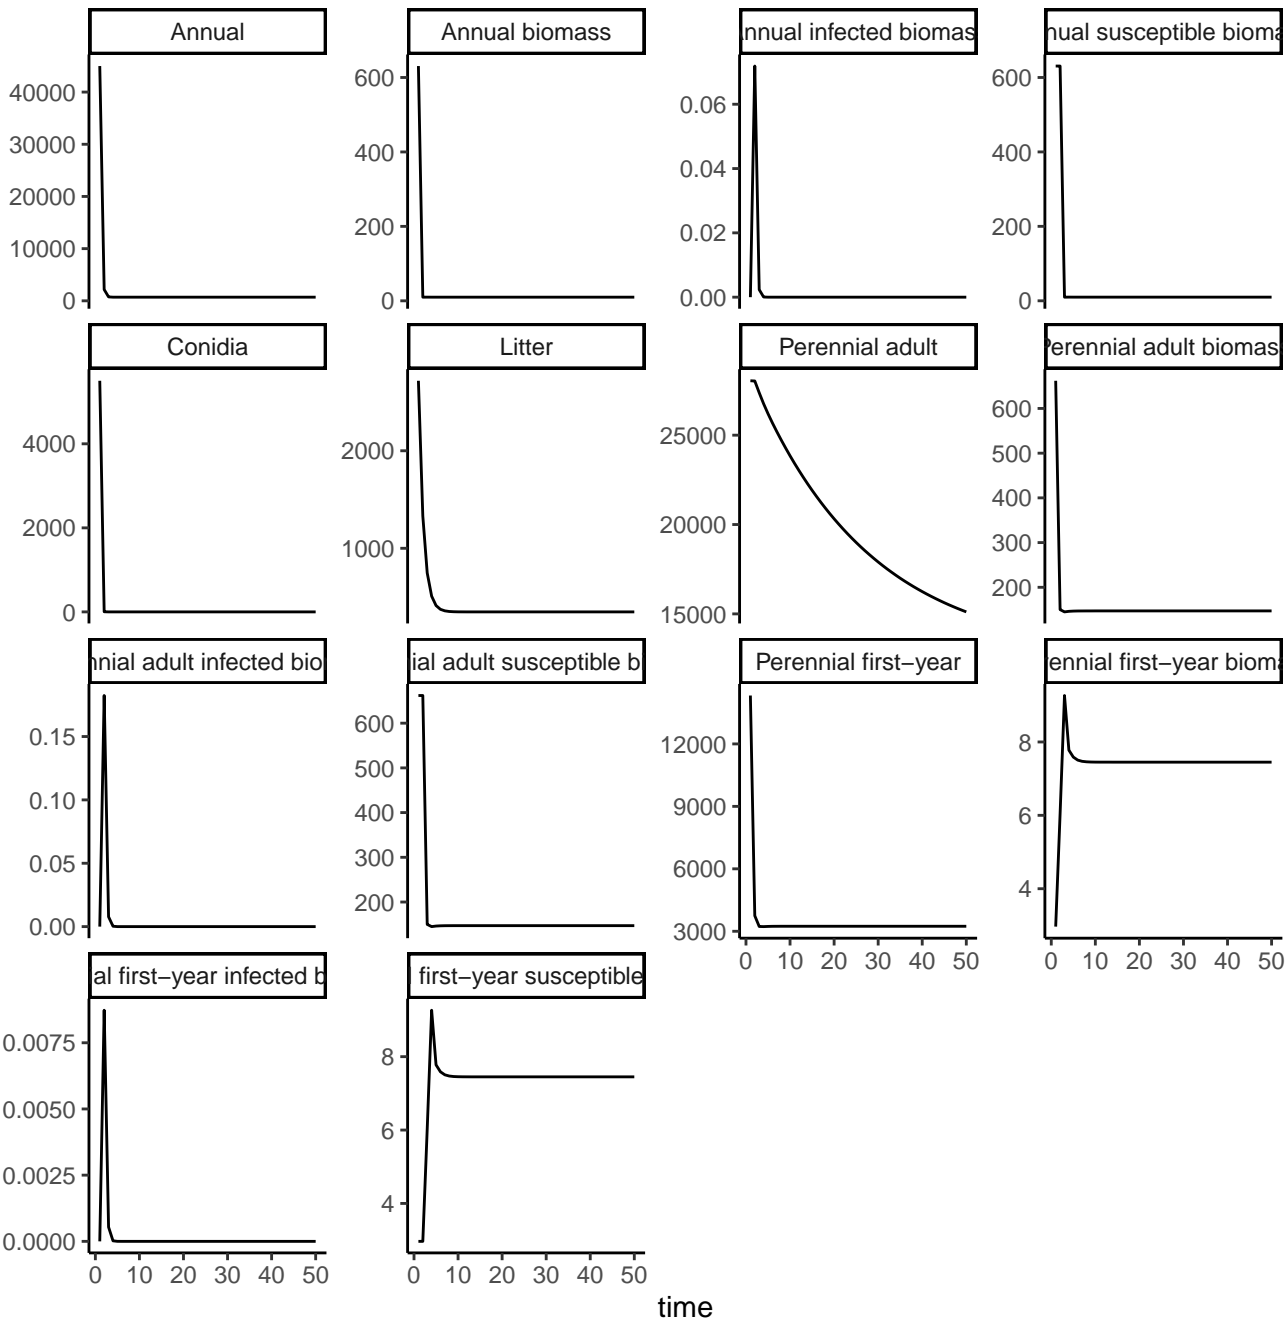 Annual
Annual biomass
nnual infected biomas
nual susceptible bioma
40000
30000
20000
10000
0
600
400
200
0
0.06
0.04
0.02
0.00
600
400
200
0
Conidia
Litter
Perennial adult
Perennial adult biomas
4000
2000
0
2000
1000
25000
20000
15000
600
500
400
300
200
nnial adult infected bio
ial adult susceptible b
Perennial first−year
rennial first−year bioma
0.15
0.10
0.05
0.00
600
500
400
300
200
12000
9000
6000
3000
8
6
4
0 10 20 30 40 50
0 10 20 30 40 50
al first−year infected b
first−year susceptible
0.0075
0.0050
0.0025
0.0000
8
6
4
0 10 20 30 40 50
0 10 20 30 40 50
time